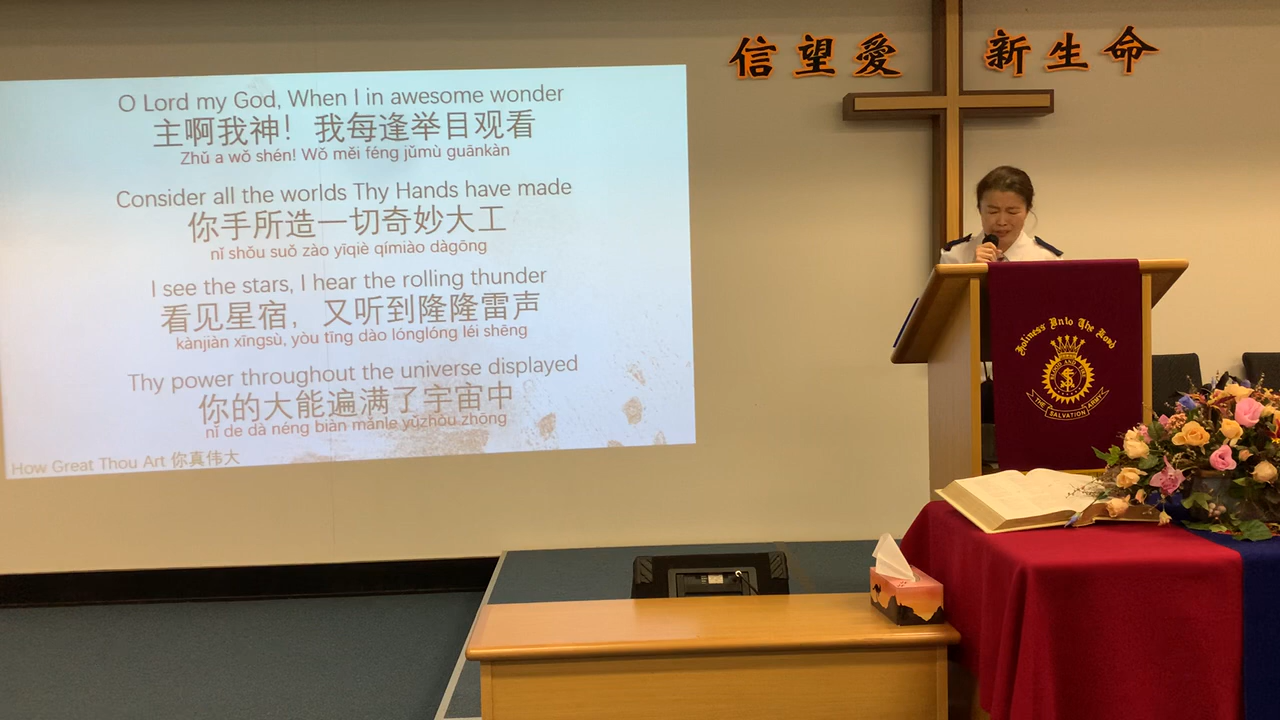 O Lord my God, When I in awesome wonder
主啊我神！我每逢举目观看
Zhǔ a wǒ shén! Wǒ měi féng jǔmù guānkàn
Consider all the worlds Thy Hands have made
你手所造一切奇妙大工
nǐ shǒu suǒ zào yīqiè qímiào dàgōng
I see the stars, I hear the rolling thunder
看见星宿，又听到隆隆雷声
kànjiàn xīngsù, yòu tīng dào lónglóng léi shēng
Thy power throughout the universe displayed
你的大能遍满了宇宙中
nǐ de dà néng biàn mǎnle yǔzhòu zhōng
How Great Thou Art 你真伟大
信望愛 新生命
Holiness Unto The Lord
BLOOD AND FIRE
THE SALVATION ARMY